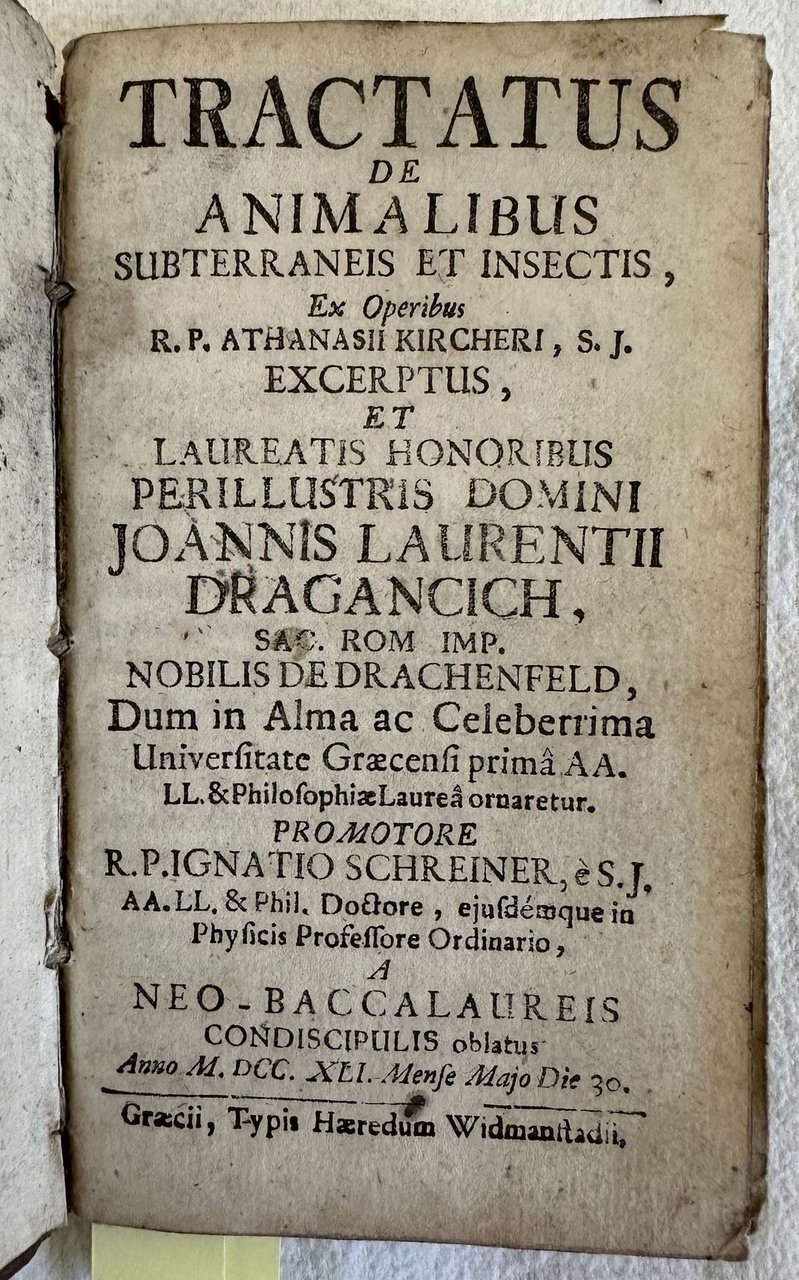 TRACTATUS
DE
ANIMALIBUS
SUBTERRANEIS ET INSECTIS,
Ex Operibus
R. P. ATHANASII KIRCHERI, S. J.
EXCERPTUS,
ET
LAUREATIS HONORIBUS
PERILLUSTRIS DOMINI
JOANNIS LAURENTII
DRAGANCICH,
SAC. ROM IMP.
NOBILIS DE DRACHENFELD,
Dum in Alma ac Celeberrima
Univerſitate Græcenſi primâ AA.
LL. & Philoſophiæ Laureâ ornaretur.
PROMOTORE
R.P. IGNATIO SCHREINER, è S.J.
AA. LL. & Phil. Doctore, ejuſdémque in
Phyſicis Profeſſore Ordinario,
A
NEO-BACCALAUREIS
CONDISCIPULIS oblatus
Anno M. DCC. XLI. Menſe Majo Die 30.
Græcii, Typis Hæredum Widmanſtadii.